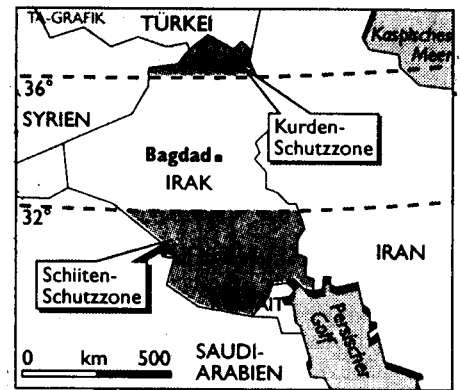 TA-GRAFIK
TÜRKEI
Kaspisches
Meer
36°
SYRIEN
Kurden-
Schutzzone
Bagdad
IRAK
32°
IRAN
Schiiten-
Schutzzone
Persischer
Golf
0 km 500
SAUDI-
ARABIEN